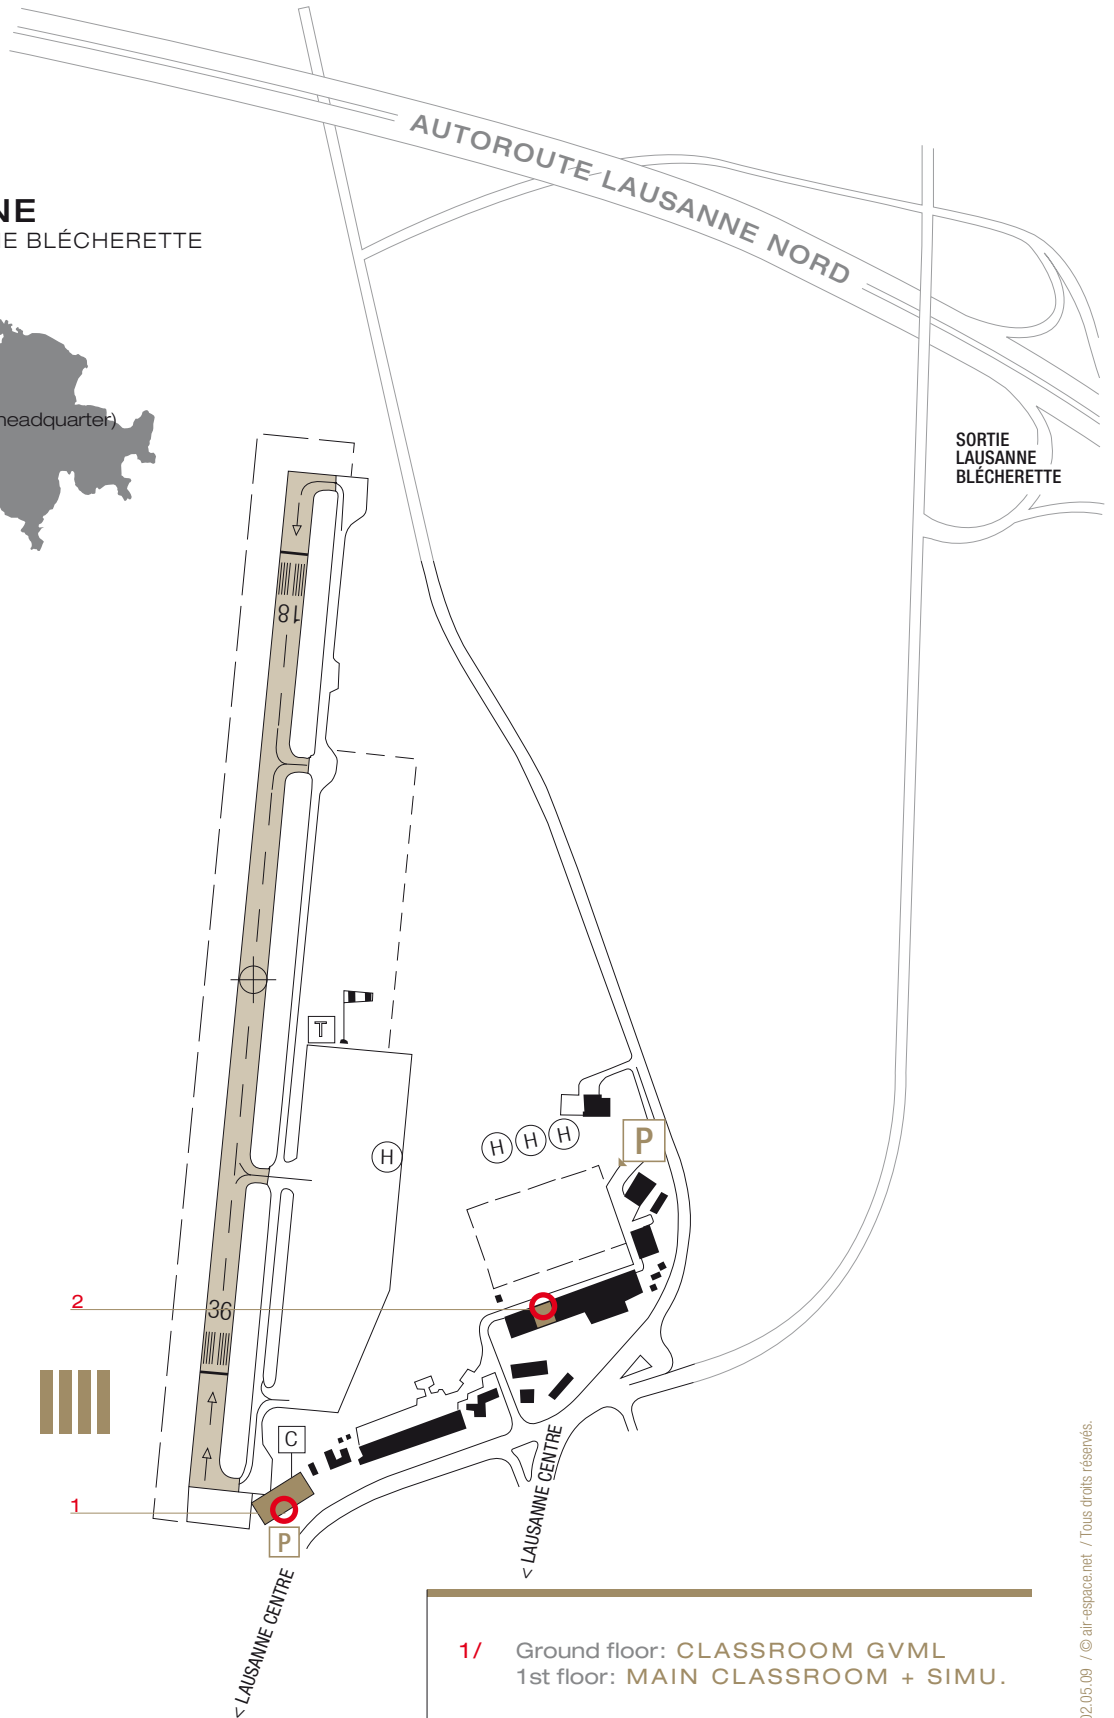 AUTOROUTE LAUSANNE NORD
NE
E BLÉCHERETTE
headquarter)
SORTIE
LAUSANNE
BLÉCHERETTE
18
T
H
H
H
H
P
2
36
C
1
P
< LAUSANNE CENTRE
< LAUSANNE CENTRE
1/ Ground floor: CLASSROOM GVML
1st floor: MAIN CLASSROOM + SIMU.
02.05.09 / © air-espace.net / Tous droits réservés.